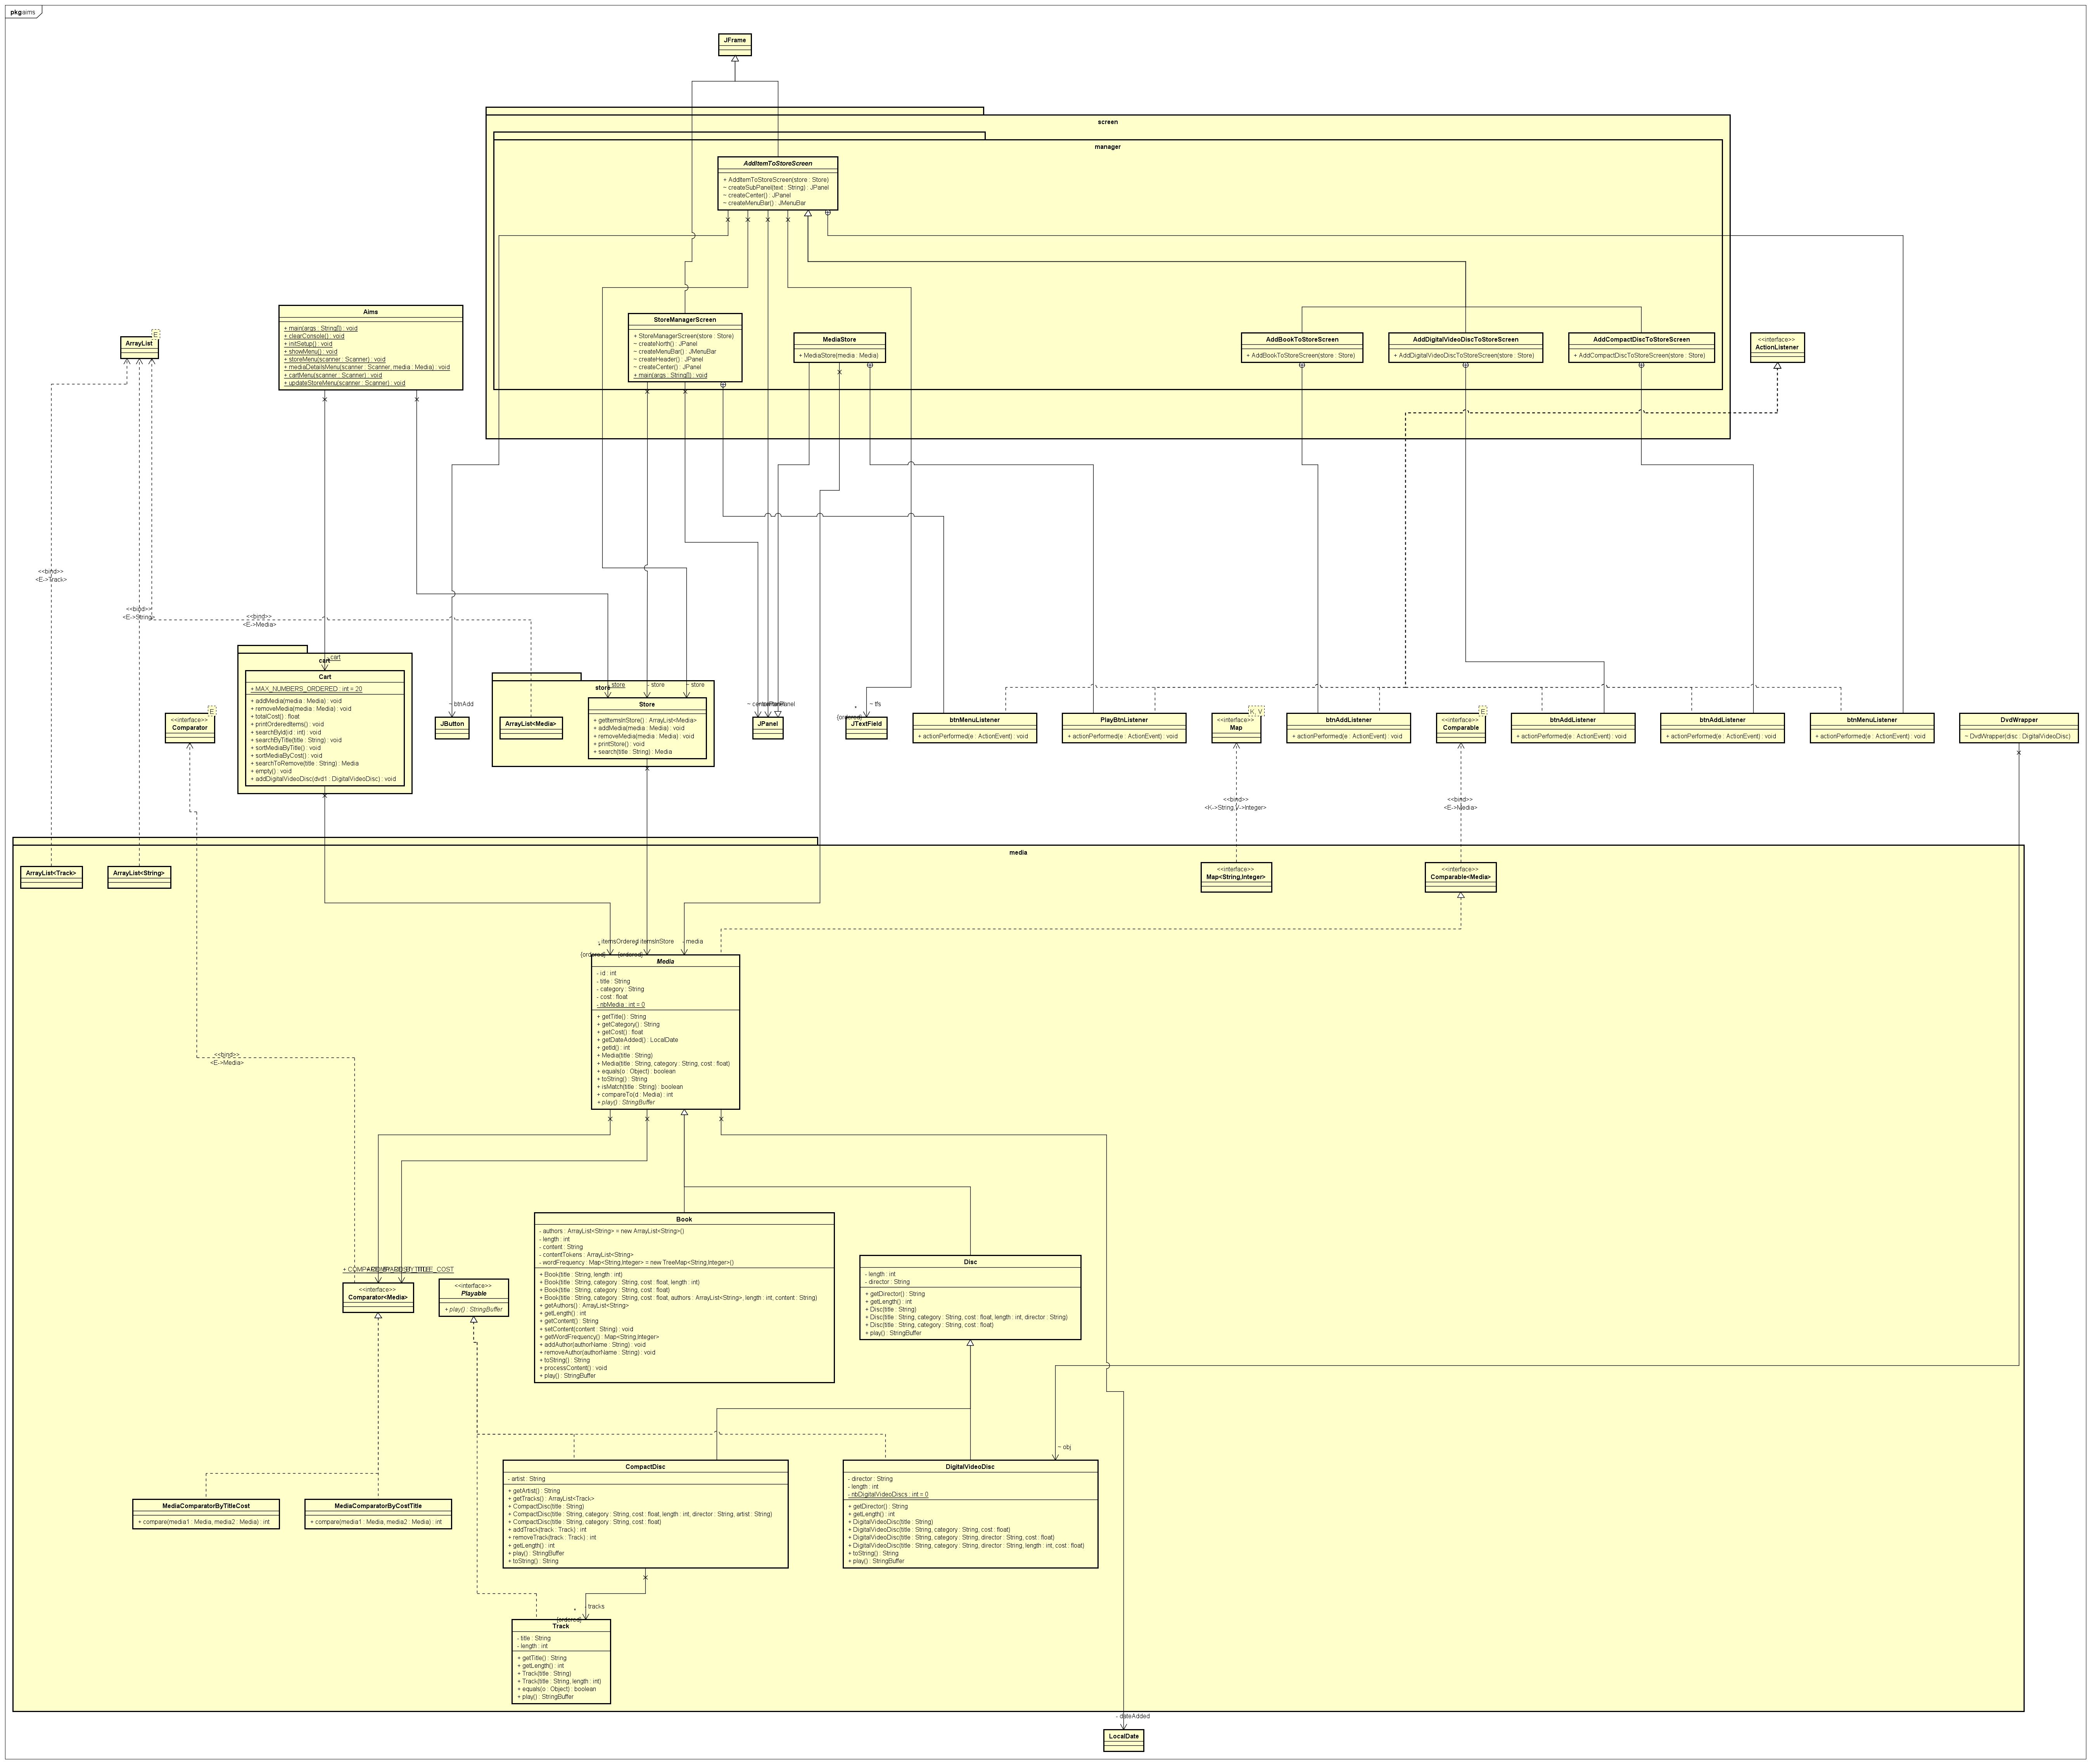 pkg aims
JFrame
screen
manager
AddItemToStoreScreen
+ AddItemToStoreScreen(store : Store)
~ createSubPanel(text : String) : JPanel
~ createCenter() : JPanel
~ createMenuBar() : JMenuBar
Aims
+ main(args : String[]) : void
+ clearConsole() : void
+ initSetup() : void
+ showMenu() : void
+ storeMenu(scanner : Scanner) : void
+ mediaDetailsMenu(scanner : Scanner, media : Media) : void
+ cartMenu(scanner : Scanner) : void
+ updateStoreMenu(scanner : Scanner) : void
E
ArrayList
StoreManagerScreen
+ StoreManagerScreen(store : Store)
~ createNorth() : JPanel
~ createMenuBar() : JMenuBar
~ createHeader() : JPanel
~ createCenter() : JPanel
+ main(args : String[]) : void
MediaStore
+ MediaStore(media : Media)
AddBookToStoreScreen
+ AddBookToStoreScreen(store : Store)
AddDigitalVideoDiscToStoreScreen
+ AddDigitalVideoDiscToStoreScreen(store : Store)
AddCompactDiscToStoreScreen
+ AddCompactDiscToStoreScreen(store : Store)
<<interface>>
ActionListener
<<bind>>
<E->Track>
<<bind>>
<E->String>
<<bind>>
<E->Media>
cart
- cart
Cart
+ MAX_NUMBERS_ORDERED : int = 20
+ addMedia(media : Media) : void
+ removeMedia(media : Media) : void
+ totalCost() : float
+ printOrderedItems() : void
+ searchById(id : int) : void
+ searchByTitle(title : String) : void
+ sortMediaByTitle() : void
+ sortMediaByCost() : void
+ searchToRemove(title : String) : Media
+ empty() : void
+ addDigitalVideoDisc(dvd1 : DigitalVideoDisc) : void
E
<<interface>>
Comparator
~ btnAdd
JButton
store
- store
- store
~ store
ArrayList<Media>
Store
+ getItemsInStore() : ArrayList<Media>
+ addMedia(media : Media) : void
+ removeMedia(media : Media) : void
+ printStore() : void
+ search(title : String) : Media
JPanel
*
{ordered}
~ tfs
JTextField
btnMenuListener
+ actionPerformed(e : ActionEvent) : void
PlayBtnListener
+ actionPerformed(e : ActionEvent) : void
K, V
<<interface>>
Map
btnAddListener
+ actionPerformed(e : ActionEvent) : void
E
<<interface>>
Comparable
btnAddListener
+ actionPerformed(e : ActionEvent) : void
btnAddListener
+ actionPerformed(e : ActionEvent) : void
btnMenuListener
+ actionPerformed(e : ActionEvent) : void
DvdWrapper
~ DvdWrapper(disc : DigitalVideoDisc)
<<bind>>
<K->String,V->Integer>
<<bind>>
<E->Media>
media
ArrayList<Track>
ArrayList<String>
<<interface>>
Map<String,Integer>
<<interface>>
Comparable<Media>
- itemsOrdered
{ordered}
itemsInStore
{ordered}
- media
Media
- id : int
- title : String
- category : String
- cost : float
- nbMedia : int = 0
+ getTitle() : String
+ getCategory() : String
+ getCost() : float
+ getDateAdded() : LocalDate
+ getId() : int
+ Media(title : String)
+ Media(title : String, category : String, cost : float)
+ equals(o : Object) : boolean
+ toString() : String
+ isMatch(title : String) : boolean
+ compareTo(d : Media) : int
+ play() : StringBuffer
<<bind>>
<E->Media>
<<interface>>
Comparator<Media>
<<interface>>
Playable
+ play() : StringBuffer
Book
- authors : ArrayList<String> = new ArrayList<String>()
- length : int
- content : String
- contentTokens : ArrayList<String>
- wordFrequency : Map<String,Integer> = new TreeMap<String,Integer>()
+ Book(title : String, length : int)
+ Book(title : String, category : String, cost : float, length : int)
+ Book(title : String, category : String, cost : float)
+ Book(title : String, category : String, cost : float, authors : ArrayList<String>, length : int, content : String)
+ getAuthors() : ArrayList<String>
+ getLength() : int
+ getContent() : String
+ setContent(content : String) : void
+ getWordFrequency() : Map<String,Integer>
+ addAuthor(authorName : String) : void
+ removeAuthor(authorName : String) : void
+ toString() : String
+ processContent() : void
+ play() : StringBuffer
Disc
- length : int
- director : String
+ getDirector() : String
+ getLength() : int
+ Disc(title : String)
+ Disc(title : String, category : String, cost : float, length : int, director : String)
+ Disc(title : String, category : String, cost : float)
+ play() : StringBuffer
~ obj
MediaComparatorByTitleCost
+ compare(media1 : Media, media2 : Media) : int
MediaComparatorByCostTitle
+ compare(media1 : Media, media2 : Media) : int
CompactDisc
- artist : String
+ getArtist() : String
+ getTracks() : ArrayList<Track>
+ CompactDisc(title : String)
+ CompactDisc(title : String, category : String, cost : float, length : int, director : String, artist : String)
+ CompactDisc(title : String, category : String, cost : float)
+ addTrack(track : Track) : int
+ removeTrack(track : Track) : int
+ getLength() : int
+ play() : StringBuffer
+ toString() : String
DigitalVideoDisc
- director : String
- length : int
- nbDigitalVideoDiscs : int = 0
+ getDirector() : String
+ getLength() : int
+ DigitalVideoDisc(title : String)
+ DigitalVideoDisc(title : String, category : String, cost : float)
+ DigitalVideoDisc(title : String, category : String, director : String, cost : float)
+ DigitalVideoDisc(title : String, category : String, director : String, length : int, cost : float)
+ toString() : String
+ play() : StringBuffer
*
{ordered}
- tracks
Track
- title : String
- length : int
+ getTitle() : String
+ getLength() : int
+ Track(title : String)
+ Track(title : String, length : int)
+ equals(o : Object) : boolean
+ play() : StringBuffer
- dateAdded
LocalDate